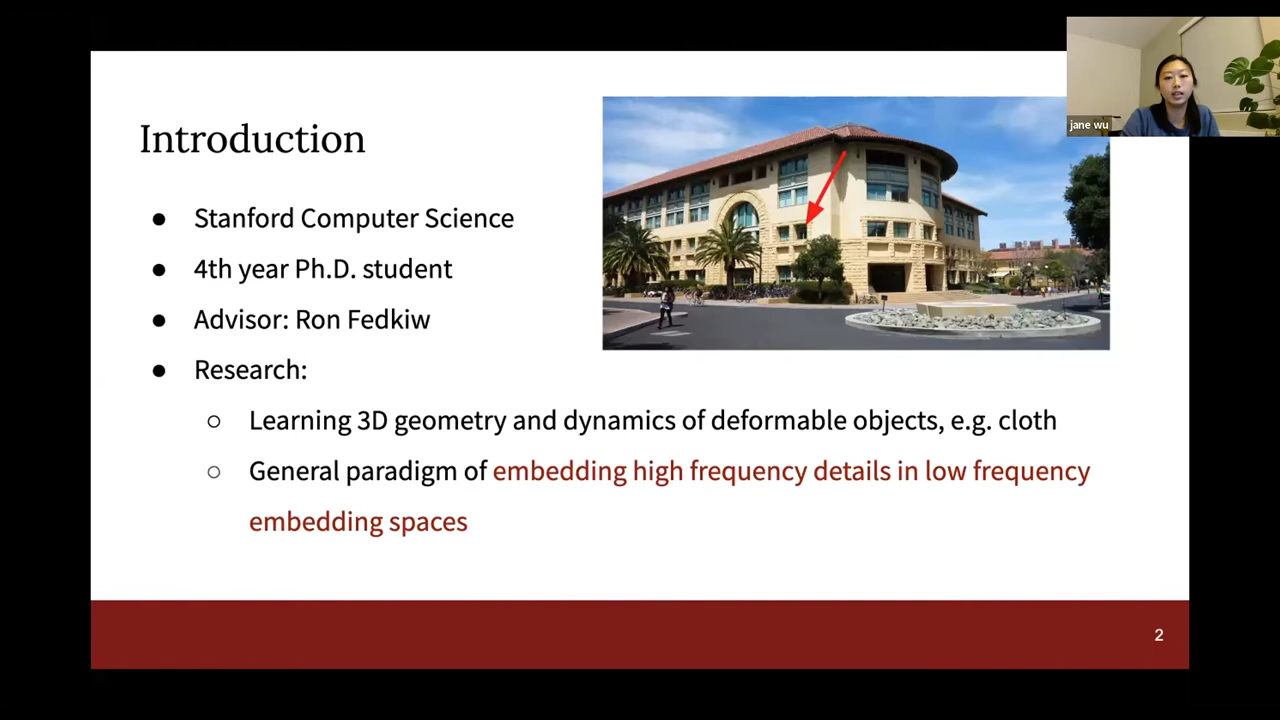 Introduction
● Stanford Computer Science
● 4th year Ph.D. student
● Advisor: Ron Fedkiw
● Research:
○ Learning 3D geometry and dynamics of deformable objects, e.g. cloth
○ General paradigm of embedding high frequency details in low frequency
embedding spaces
jane wu
2